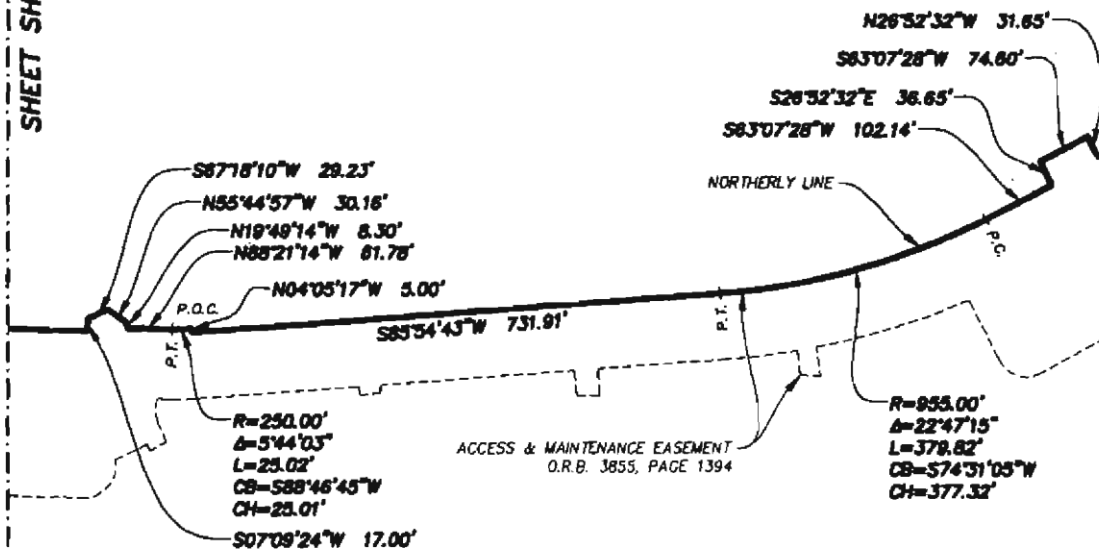 SHEET SH
N26°52'32"W 31.65'
S63°07'28"W 74.60'
S26°52'32"E 36.65'
S63°07'28"W 102.14'
NORTHERLY LINE
P.C.
S67°18'10"W 29.23'
N55°44'57"W 30.16'
N19°49'14"W 8.30'
N88°21'14"W 61.78'
P.O.C.
N04°05'17"W 5.00'
P.T.
S85°54'43"W 731.91'
P.T.
R=250.00'
Δ=5°44'03"
L=25.02'
CB=S88°46'45"W
CH=25.01'
S07°09'24"W 17.00'
ACCESS & MAINTENANCE EASEMENT
O.R.B. 3855, PAGE 1394
R=955.00'
Δ=22°47'15"
L=379.82'
CB=S74°31'05"W
CH=377.32'